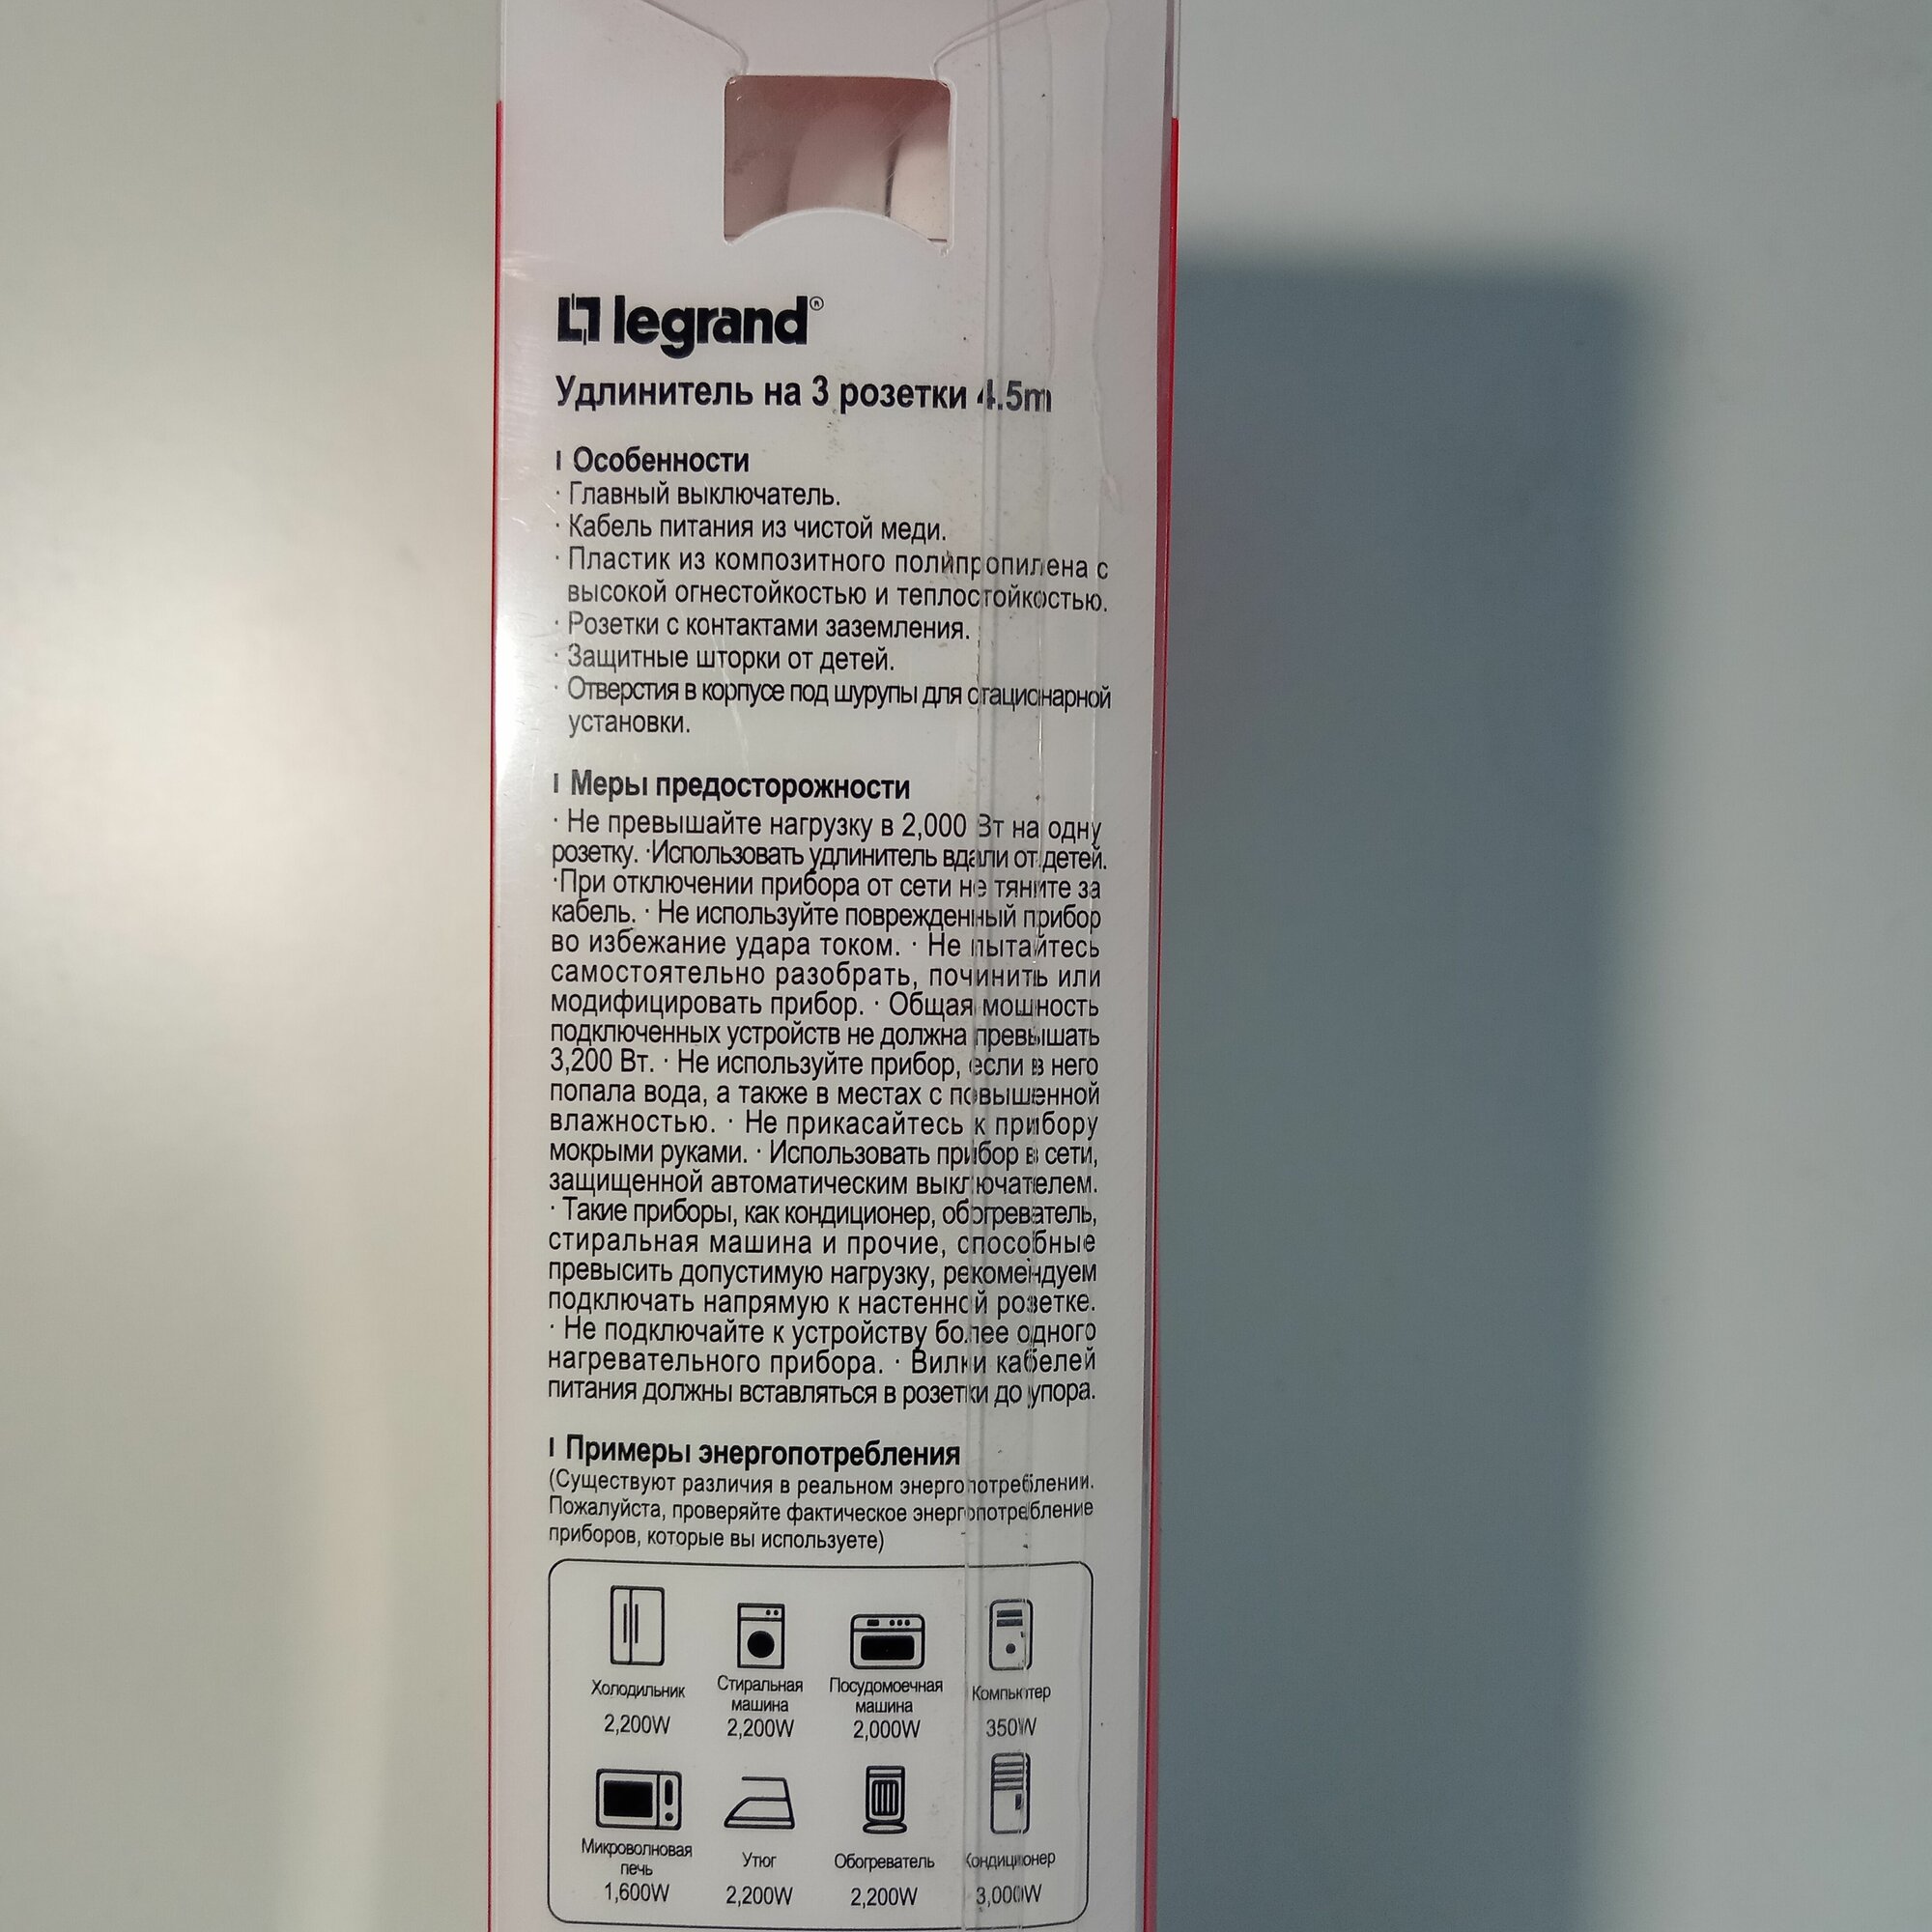 legrand®
Удлинитель на 3 розетки 4.5m
Особенности
· Главный выключатель.
· Кабель питания из чистой меди.
· Пластик из композитного полипропилена с
высокой огнестойкостью и теплостойкостью.
· Розетки с контактами заземления.
· Защитные шторки от детей.
· Отверстия в корпусе под шурупы для стационарной
установки.
Меры предосторожности
· Не превышайте нагрузку в 2,000 Вт на одну
розетку. ·Использовать удлинитель вдали от детей.
·При отключении прибора от сети не тяните за
кабель. · Не используйте поврежденный прибор
во избежание удара током. · Не пытайтесь
самостоятельно разобрать, починить или
модифицировать прибор. · Общая мощность
подключенных устройств не должна превышать
3,200 Вт. · Не используйте прибор, если в него
попала вода, а также в местах с повышенной
влажностью. · Не прикасайтесь к прибору
мокрыми руками. · Использовать прибор в сети,
защищенной автоматическим выключателем.
· Такие приборы, как кондиционер, обогреватель,
стиральная машина и прочие, способные
превысить допустимую нагрузку, рекомендуем
подключать напрямую к настенной розетке.
· Не подключайте к устройству более одного
нагревательного прибора. · Вилки кабелей
питания должны вставляться в розетки до упора.
Примеры энергопотребления
(Существуют различия в реальном энергопотреблении.
Пожалуйста, проверяйте фактическое энергопотребление
приборов, которые вы используете)
Холодильник
2,200W
Стиральная
машина
2,200W
Посудомоечная
машина
2,000W
Компьютер
350W
Микроволновая
печь
1,600W
Утюг
2,200W
Обогреватель
2,200W
Кондиционер
3,000W